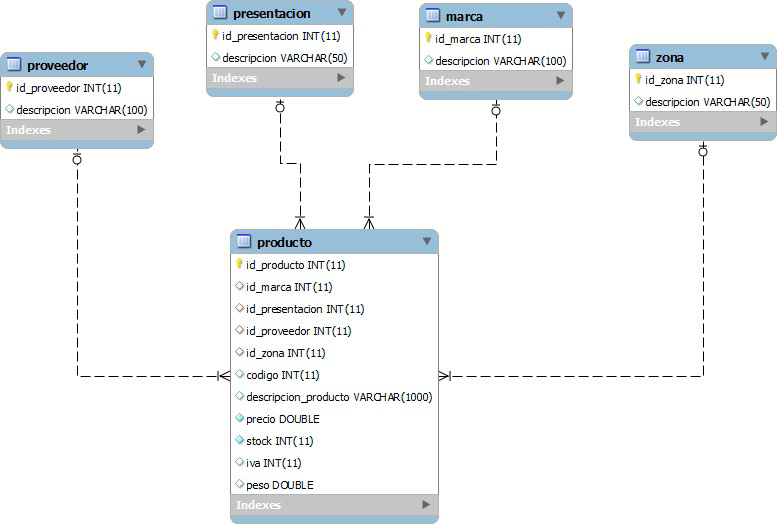 presentacion
id_presentacion INT(11)
descripcion VARCHAR(50)
Indexes
marca
id_marca INT(11)
descripcion VARCHAR(100)
Indexes
proveedor
id_proveedor INT(11)
descripcion VARCHAR(100)
Indexes
zona
id_zona INT(11)
descripcion VARCHAR(50)
Indexes
producto
id_producto INT(11)
id_marca INT(11)
id_presentacion INT(11)
id_proveedor INT(11)
id_zona INT(11)
codigo INT(11)
descripcion_producto VARCHAR(1000)
precio DOUBLE
stock INT(11)
iva INT(11)
peso DOUBLE
Indexes